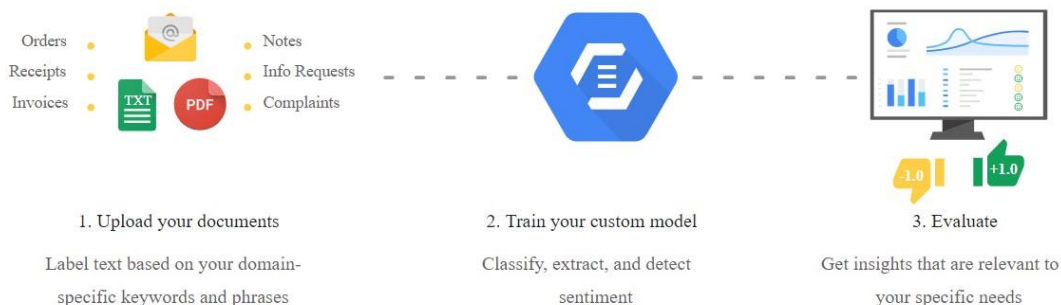 @
Orders
Notes
Receipts
Info Requests
Invoices
Complaints
TXT
PDF
-1.0
+1.0
1. Upload your documents
Label text based on your domain-
specific keywords and phrases
2. Train your custom model
Classify, extract, and detect
sentiment
3. Evaluate
Get insights that are relevant to
your specific needs